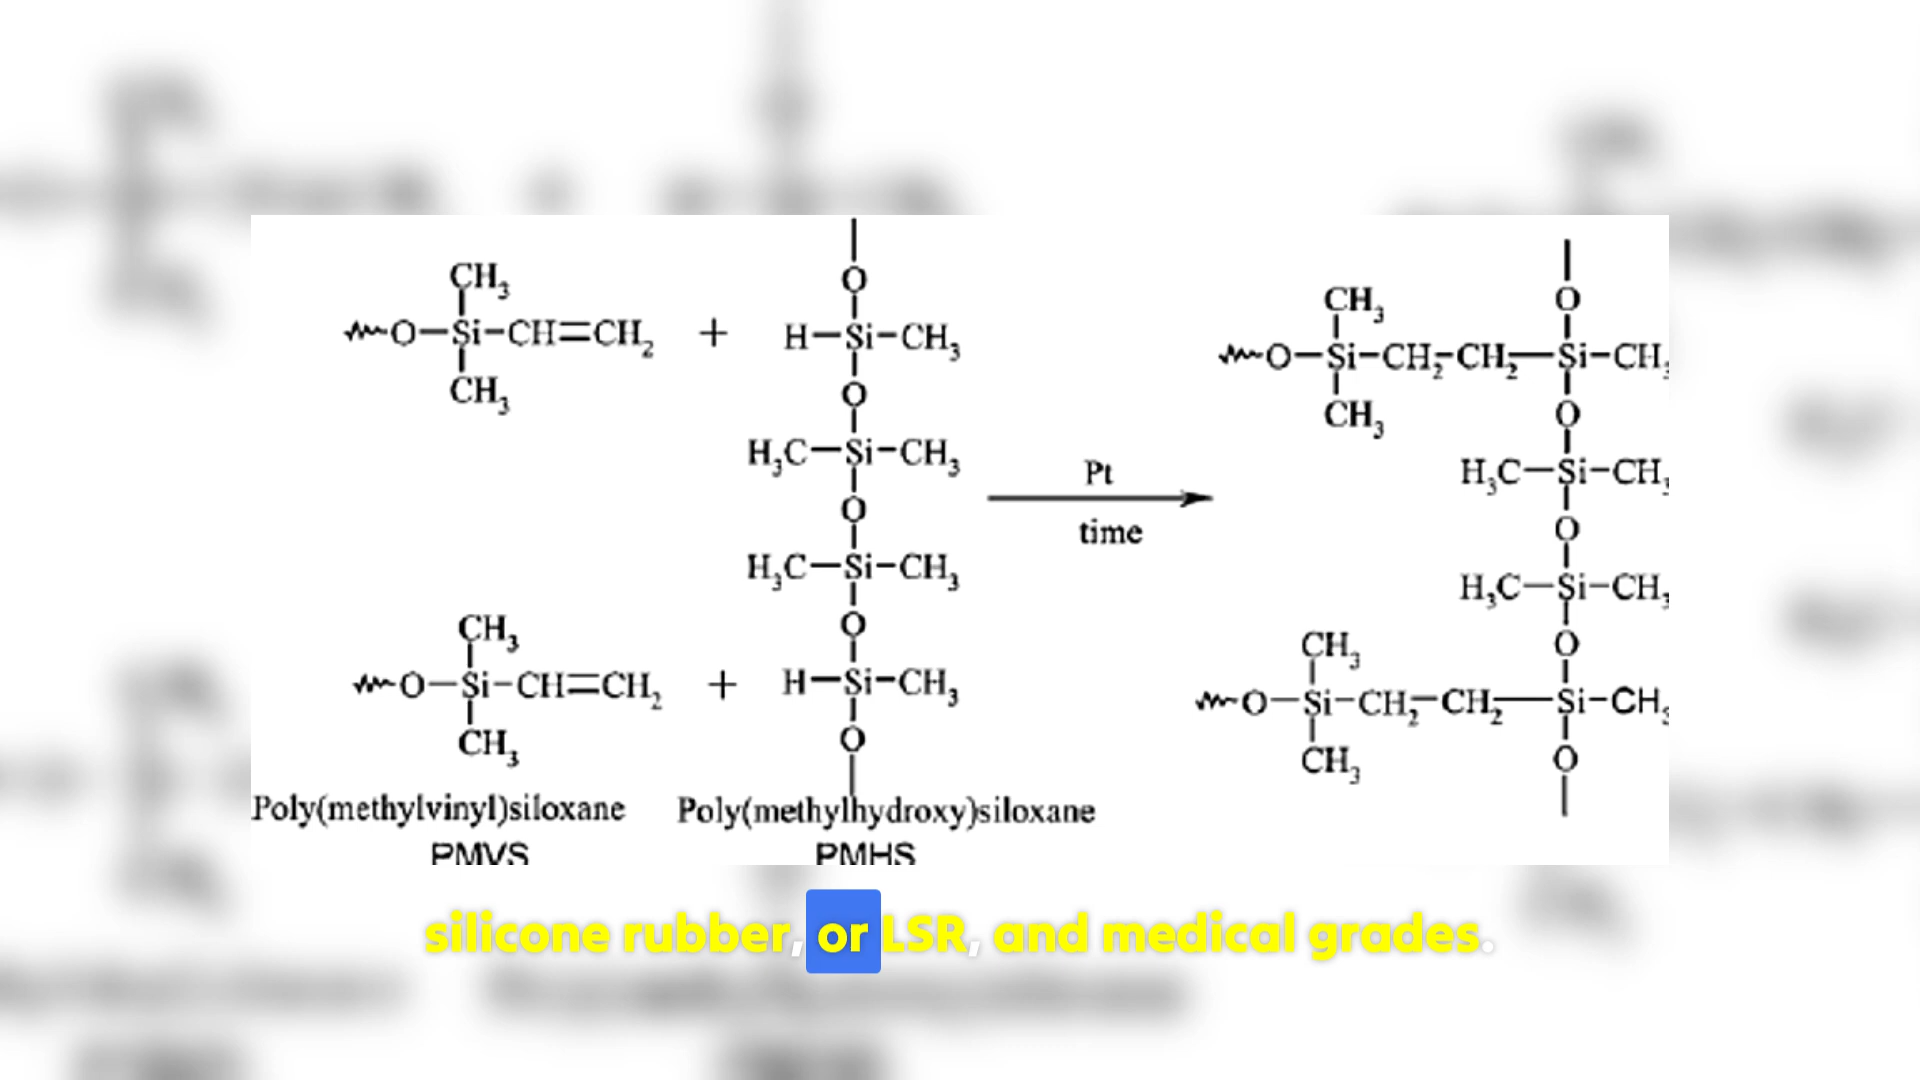 CH₃
O–Si–CH=CH₂
CH₃
+
O
H–Si–CH₃
O
H₃C–Si–CH₃
O
H₃C–Si–CH₃
O
H–Si–CH₃
O
CH₃
O–Si–CH=CH₂
CH₃
+
Poly(methylvinyl)siloxane
PMVS
Poly(methylhydroxy)siloxane
PMHS
Pt
time
CH₃
O–Si–CH₂–CH₂–Si–CH₃
CH₃
O
O
H₃C–Si–CH₃
O
H₃C–Si–CH₃
O
CH₃
O–Si–CH₂–CH₂–Si–CH₃
CH₃
O
silicone rubber, or LSR, and medical grades.